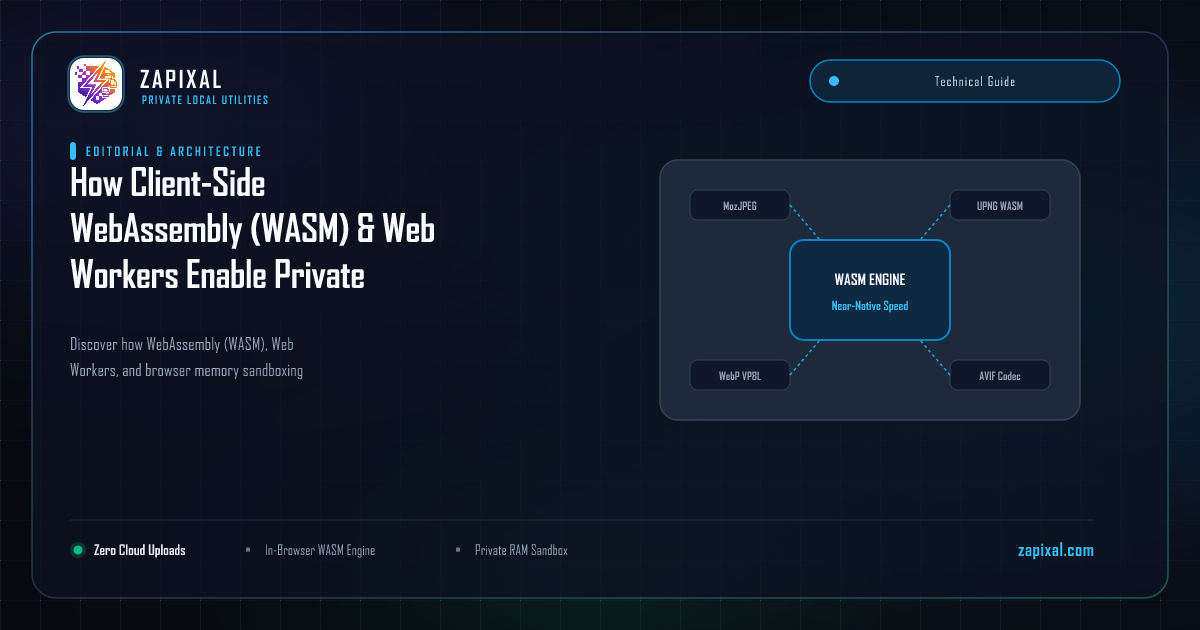 ZAPIXAL
PRIVATE LOCAL UTILITIES
Technical Guide
EDITORIAL & ARCHITECTURE
How Client-Side
WebAssembly (WASM) & Web
Workers Enable Private
Discover how WebAssembly (WASM), Web
Workers, and browser memory sandboxing
MozJPEG
UPNG WASM
WASM ENGINE
Near-Native Speed
WebP VP8L
AVIF Codec
Zero Cloud Uploads
In-Browser WASM Engine
Private RAM Sandbox
zapixal.com